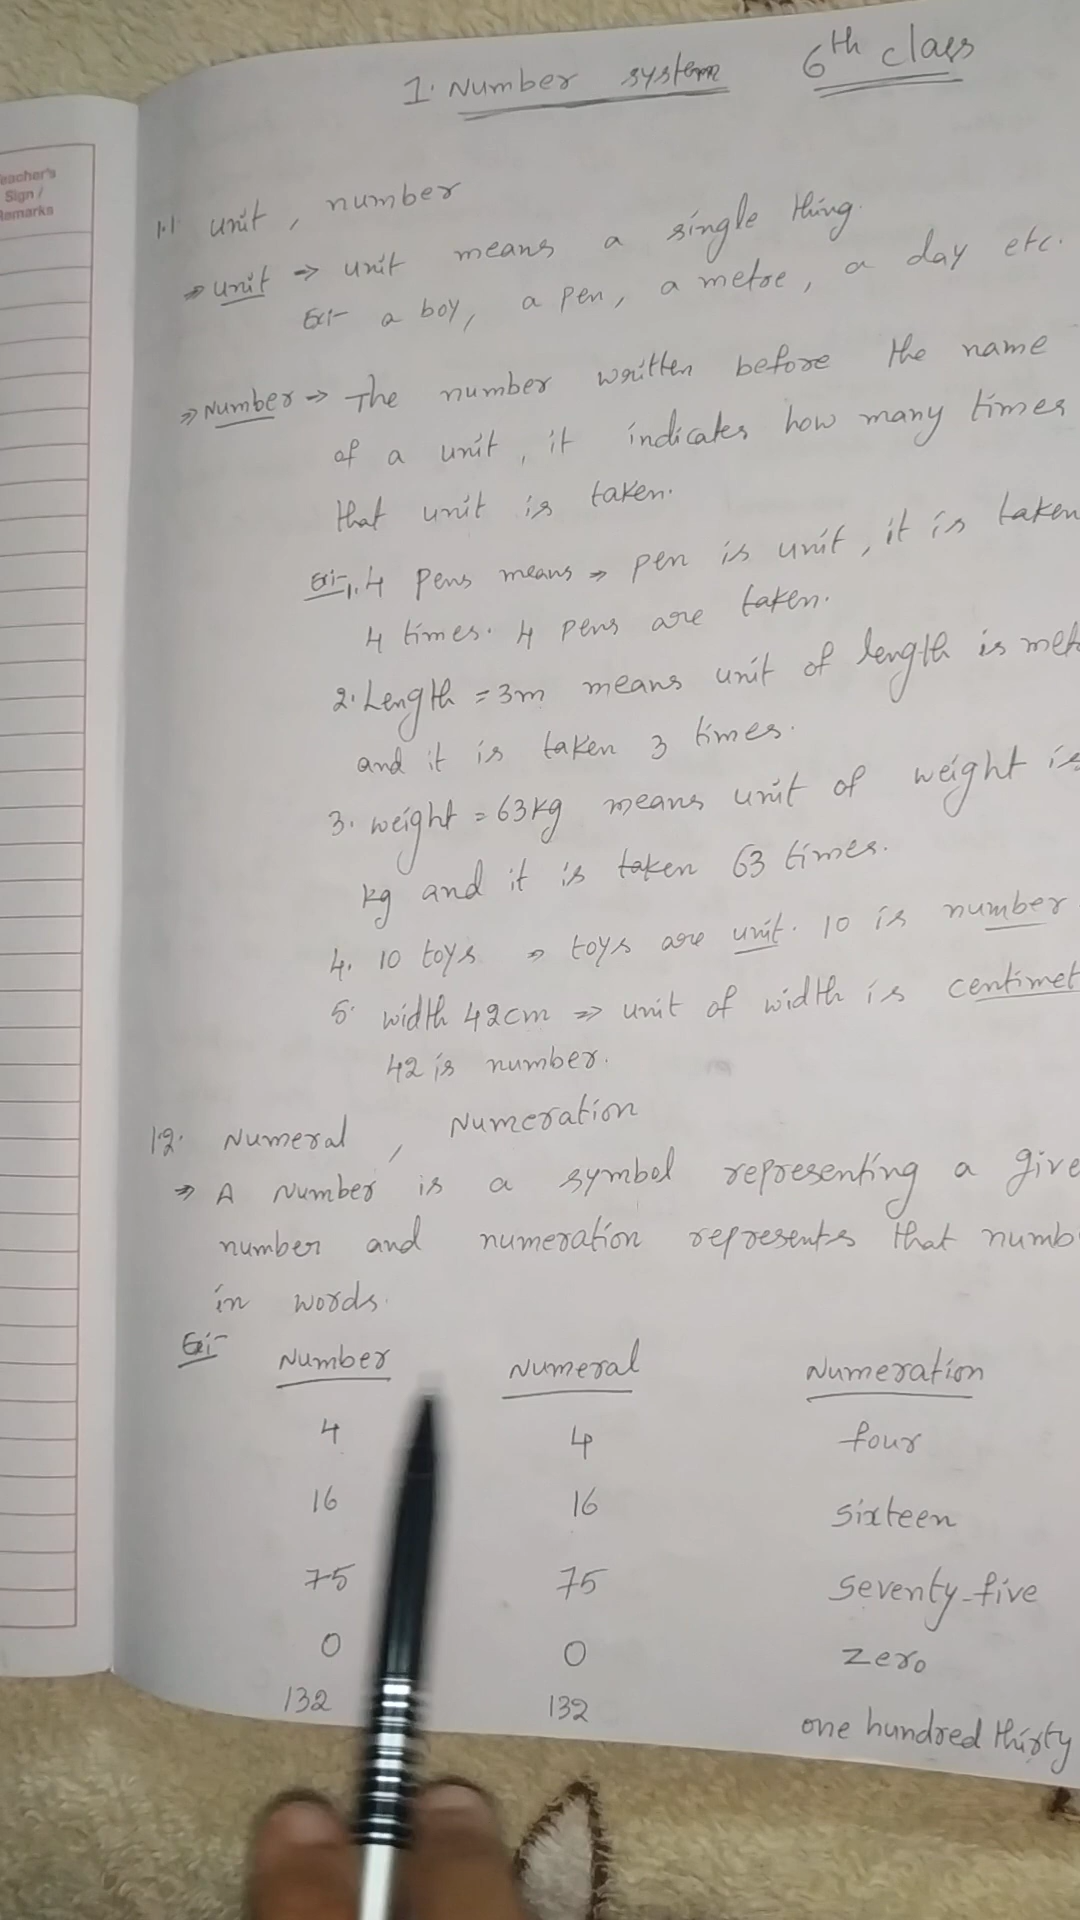 Teacher's
Sign /
Remarks
1. Number system 6th class
1.1 unit, number
⇒ unit → unit means a single thing.
Ex:- a boy, a pen, a metre, a day etc.
⇒ Number → The number written before the name
of a unit, it indicates how many times
that unit is taken.
Ex:- 1. 4 pens means ⇒ pen is unit, it is taken
4 times. 4 pens are taken.
2. Length = 3m means unit of length is met
and it is taken 3 times.
3. weight = 63kg means unit of weight is
kg and it is taken 63 times.
4. 10 toys ⇒ toys are unit. 10 is number
5. width 42cm ⇒ unit of width is centimet
42 is number.
1.2. Numeral, Numeration
⇒ A Number is a symbol representing a give
number and numeration represents that numb
in words.
Ex:-
Number Numeral Numeration
4 4 four
16 16 sixteen
75 75 seventy-five
0 0 zero
132 132 one hundred thirty